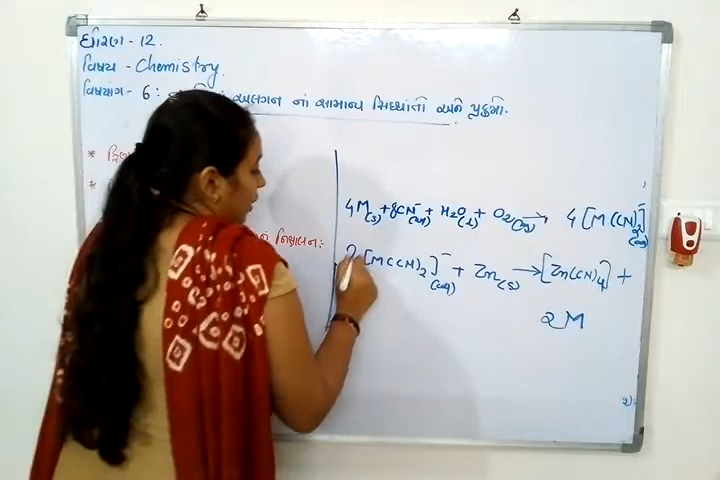 ધોરણ - 12.
વિષય - Chemistry.
વિષયાંગ - 6 : અલગન નાં સામાન્ય સિદ્ધાંતો અને પ્રક્રમો.
*
*
નિક્ષાલન :-
4M(s) + 8CN⁻(aq) + H₂O(l) + O₂(g) → 4[M(CN)₂]⁻(aq)
2[M(CN)₂]⁻(aq) + Zn(s) → [Zn(CN)₄] +
2M